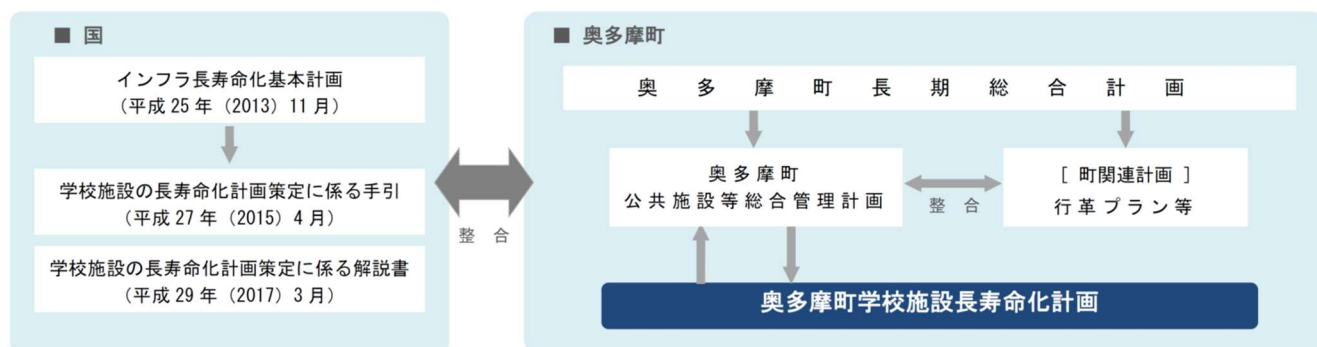 ■ 国
インフラ長寿命化基本計画
（平成 25 年（2013）11 月）
学校施設の長寿命化計画策定に係る手引
（平成 27 年（2015）4 月）
学校施設の長寿命化計画策定に係る解説書
（平成 29 年（2017）3 月）
整 合
■ 奥多摩町
奥多摩町長期総合計画
奥多摩町
公共施設等総合管理計画
整 合
［ 町関連計画 ］
行革プラン等
奥多摩町学校施設長寿命化計画